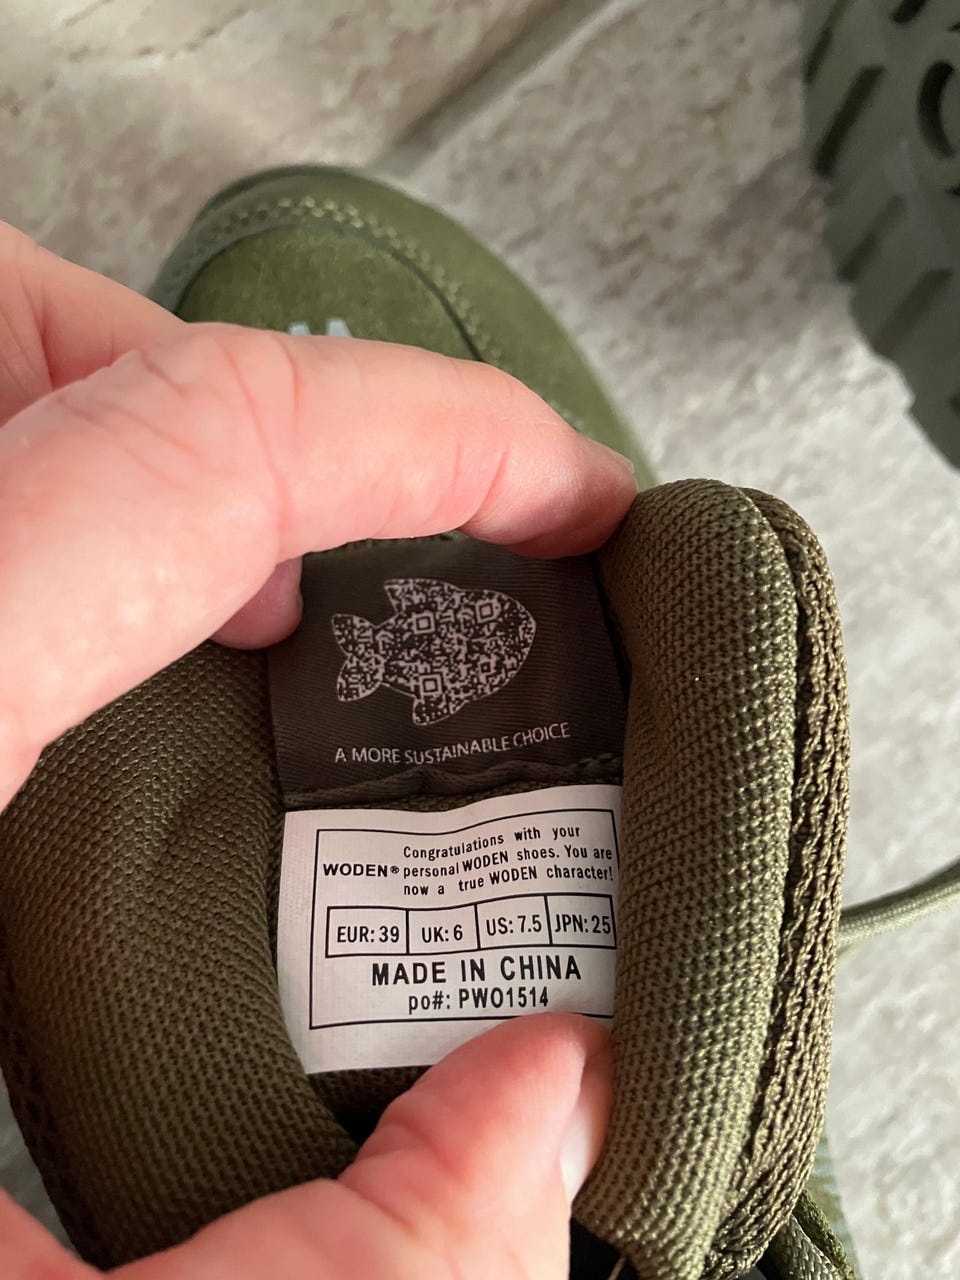 A MORE SUSTAINABLE CHOICE
Congratulations with your
WODEN® personal WODEN shoes. You are
now a true WODEN character!
EUR: 39 UK: 6 US: 7.5 JPN: 25
MADE IN CHINA
po#: PWO1514